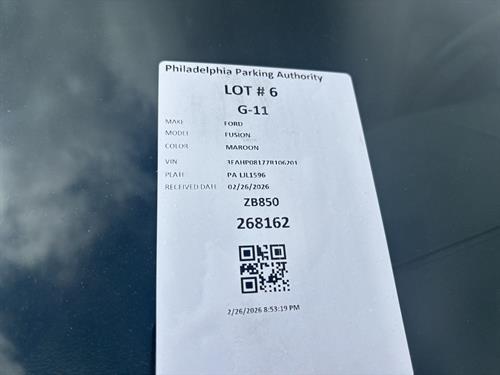 Philadelphia Parking Authority
LOT # 6
G-11
MAKE FORD
MODEL FUSION
COLOR MAROON
VIN 3FAHP08177R106201
PLATE PA LJL1596
RECEIVED DATE 02/26/2026
ZB850
268162
2/26/2026 8:53:19 PM